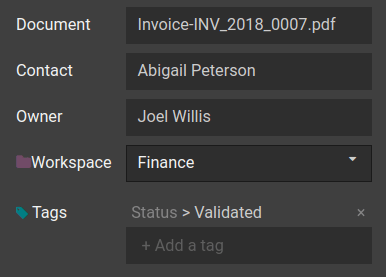 Document Invoice-INV_2018_0007.pdf
Contact Abigail Peterson
Owner Joel Willis
Workspace Finance
Tags Status > Validated ×
+ Add a tag